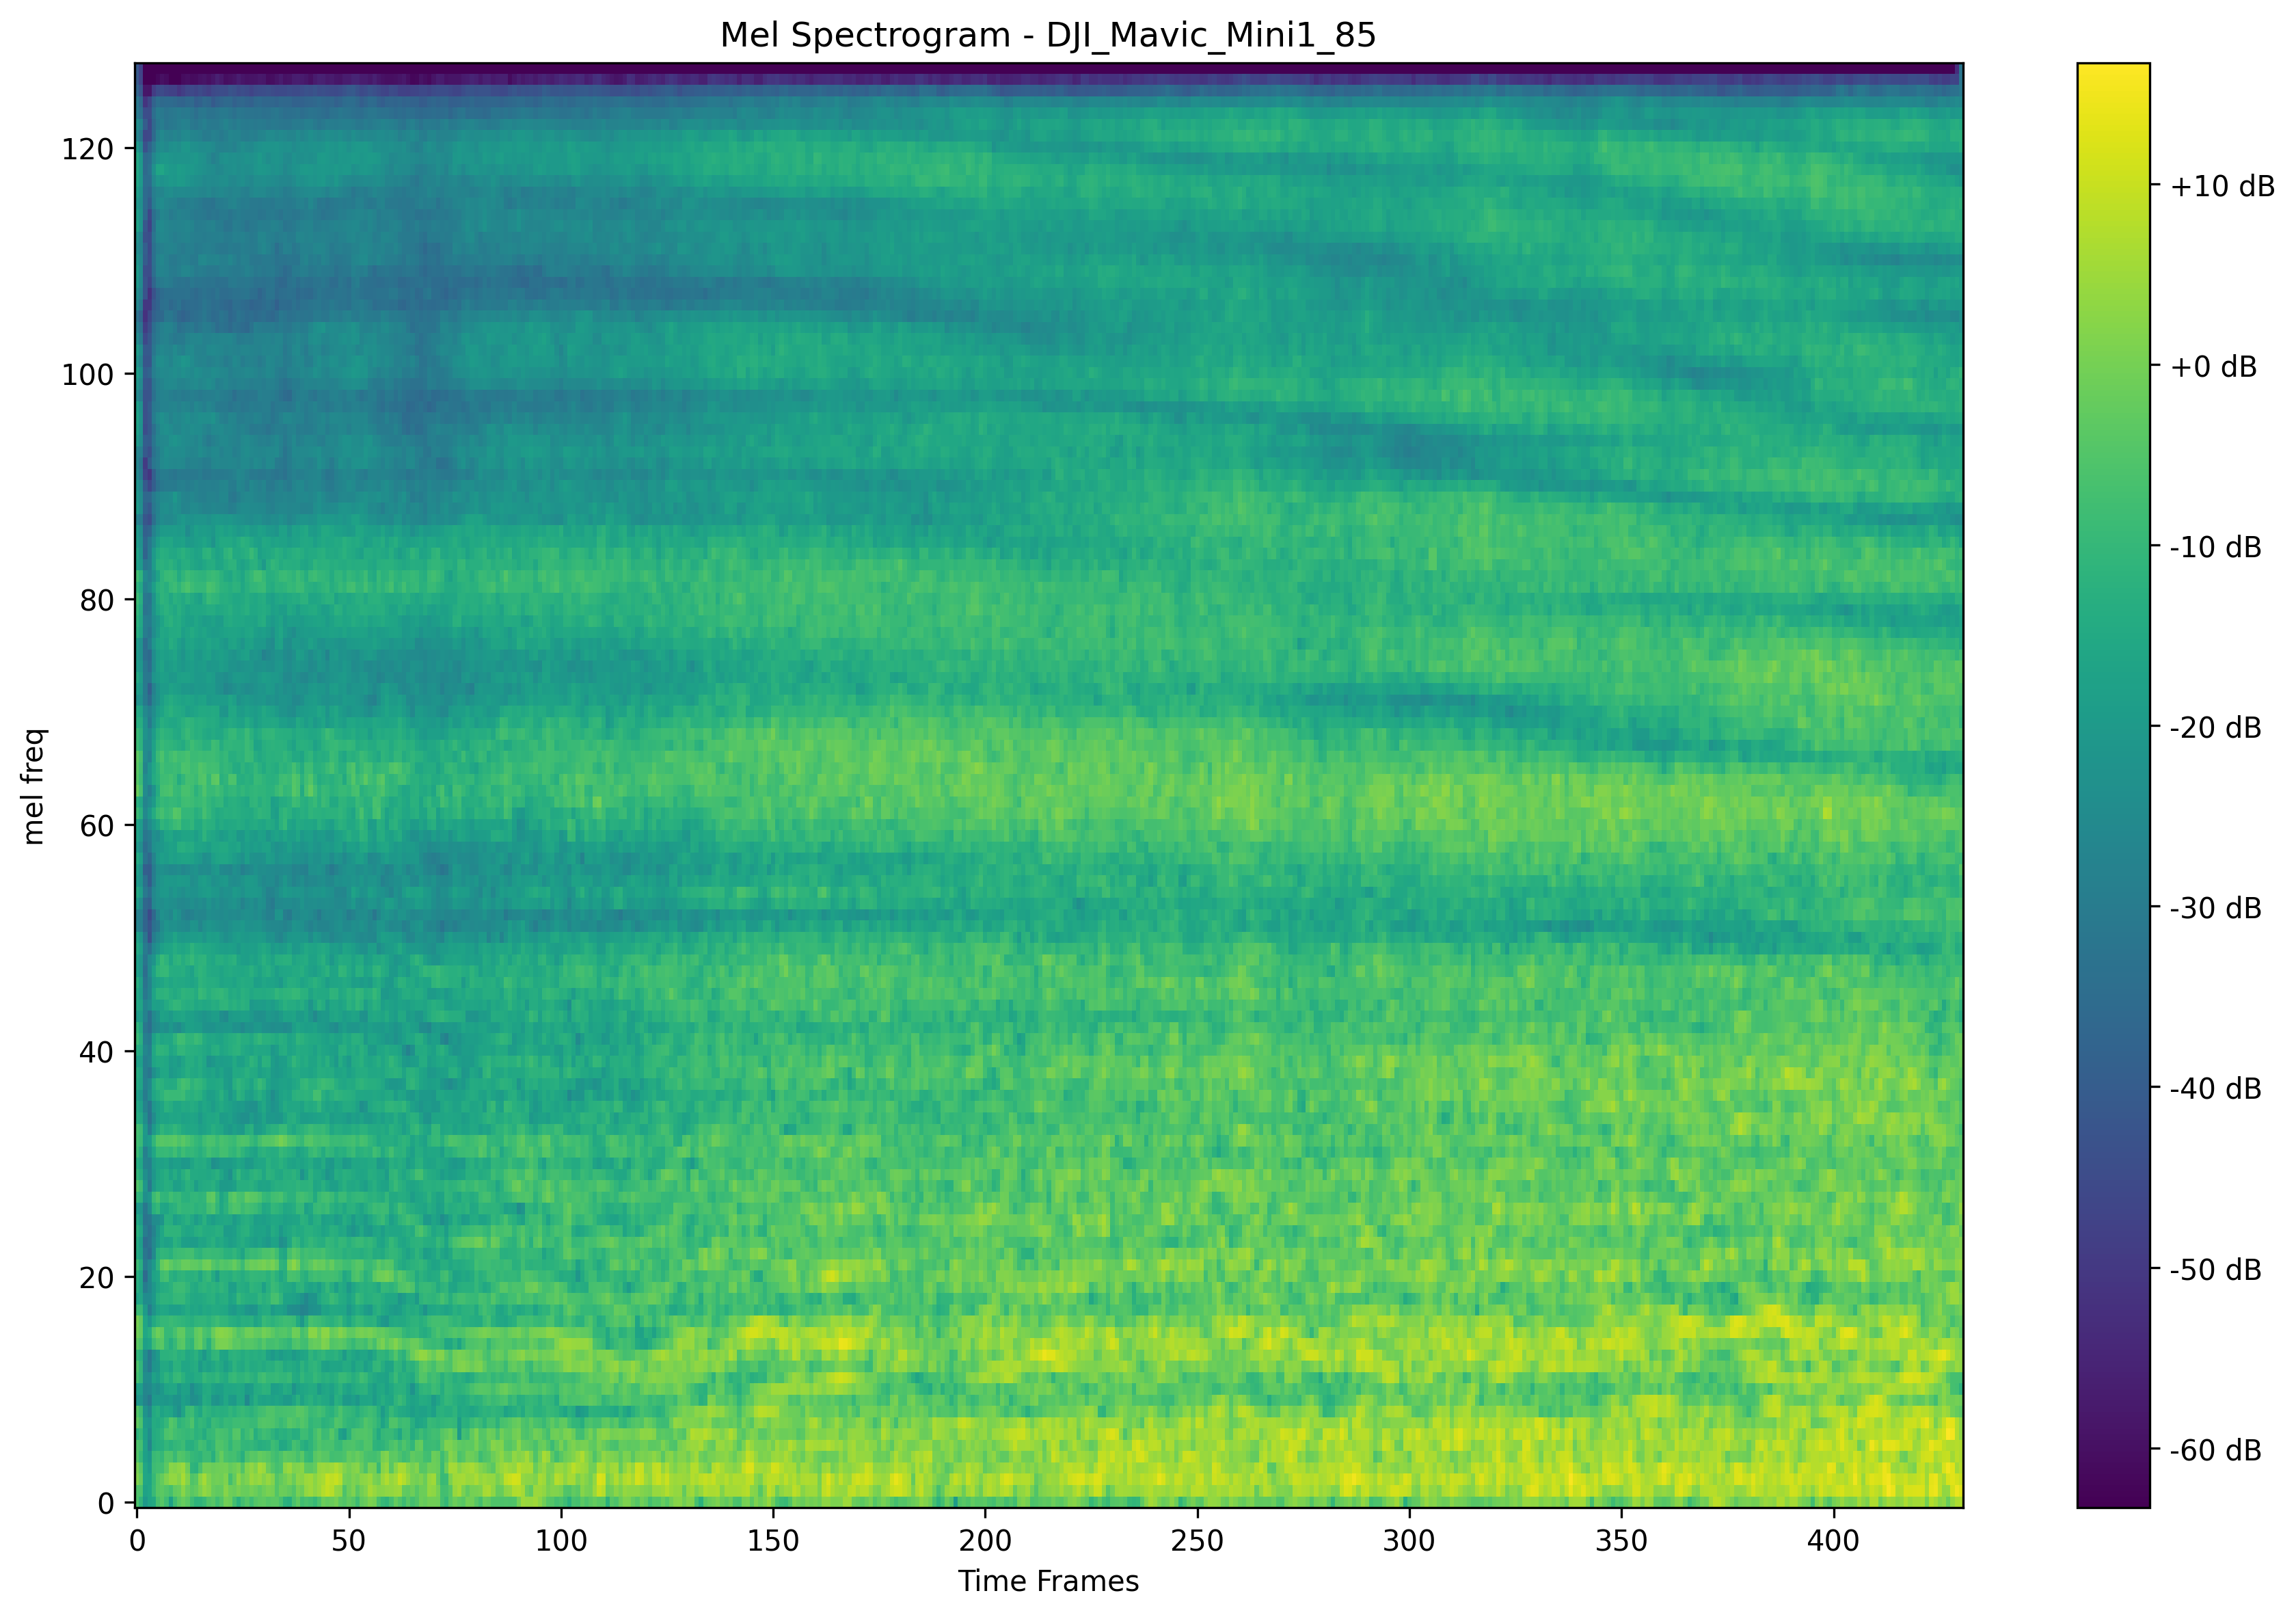 Mel Spectrogram - DJI_Mavic_Mini1_85
mel freq
120
100
80
60
40
20
0
0 50 100 150 200 250 300 350 400
Time Frames
+10 dB
+0 dB
-10 dB
-20 dB
-30 dB
-40 dB
-50 dB
-60 dB